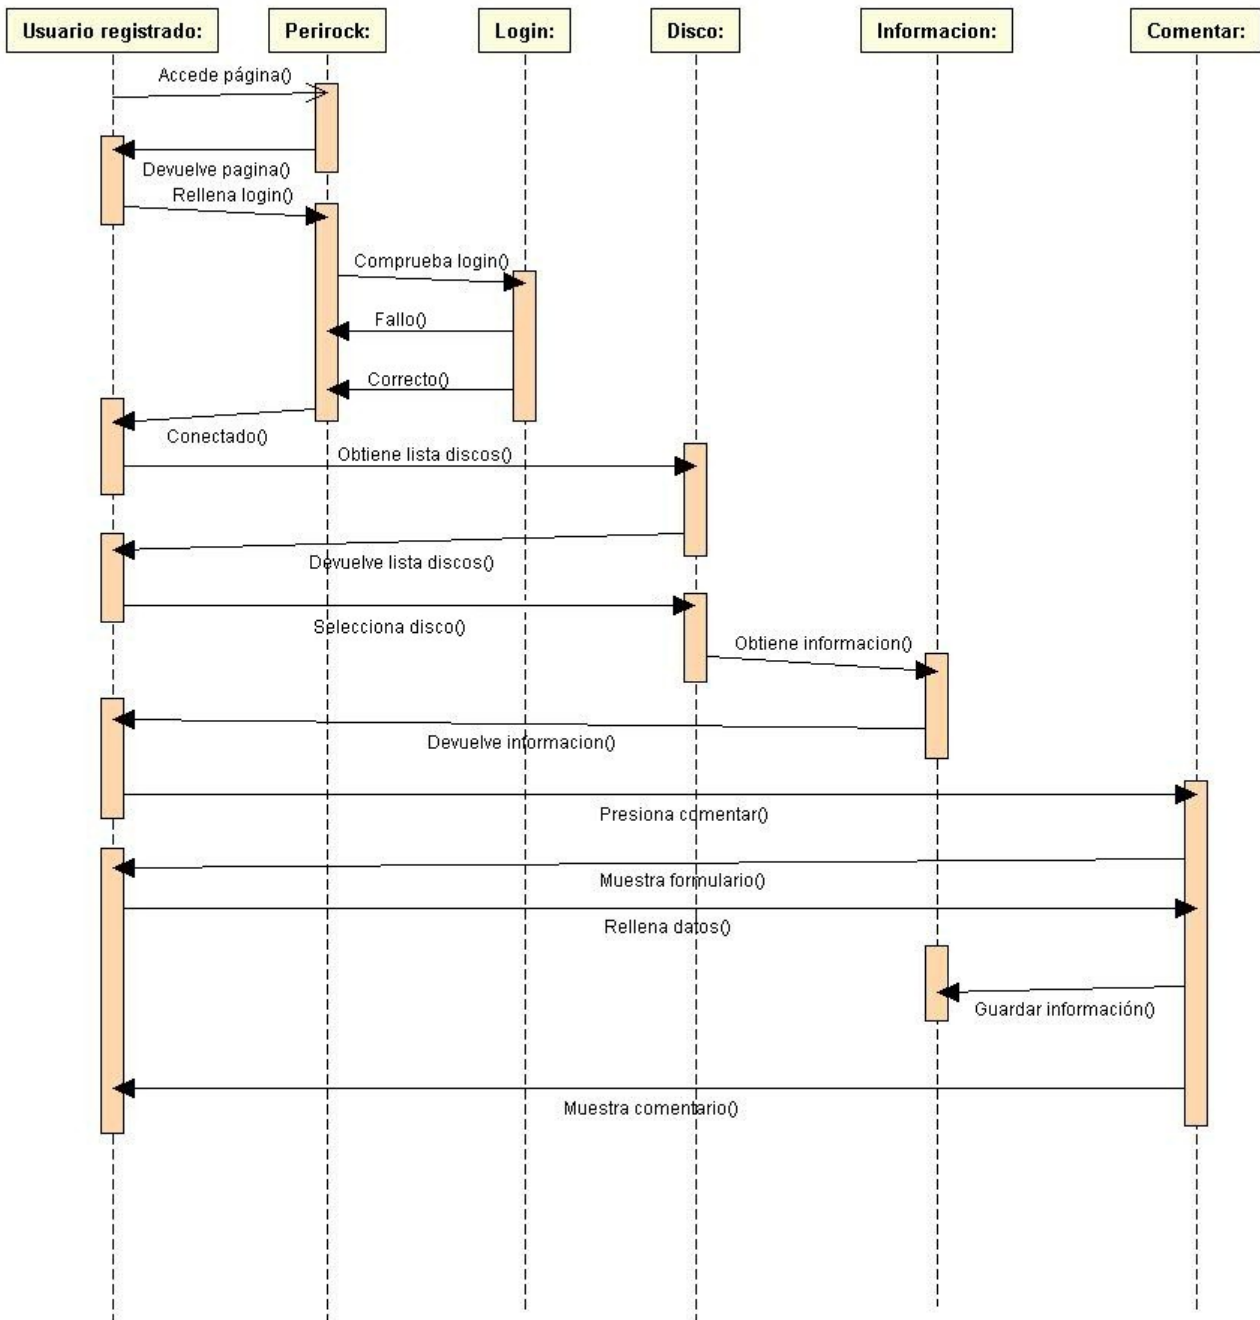 Usuario registrado:
Perirock:
Login:
Disco:
Informacion:
Comentar:
Accede página()
Devuelve pagina()
Rellena login()
Comprueba login()
Fallo()
Correcto()
Conectado()
Obtiene lista discos()
Devuelve lista discos()
Selecciona disco()
Obtiene informacion()
Devuelve informacion()
Presiona comentar()
Muestra formulario()
Rellena datos()
Guardar información()
Muestra comentario()